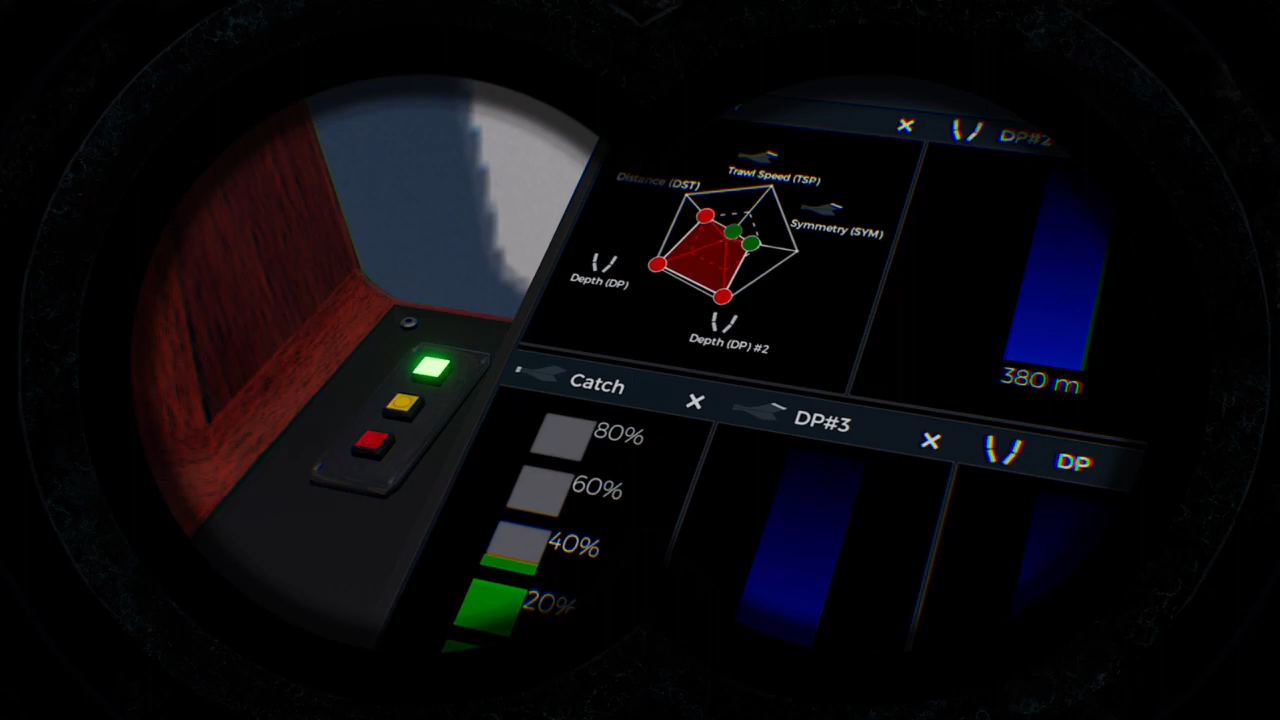 DP#2
Trawl Speed (TSP)
Distance (DST)
Symmetry (SYM)
Depth (DP)
Depth (DP) #2
380 m
Catch
DP#3
DP
80%
60%
40%
20%